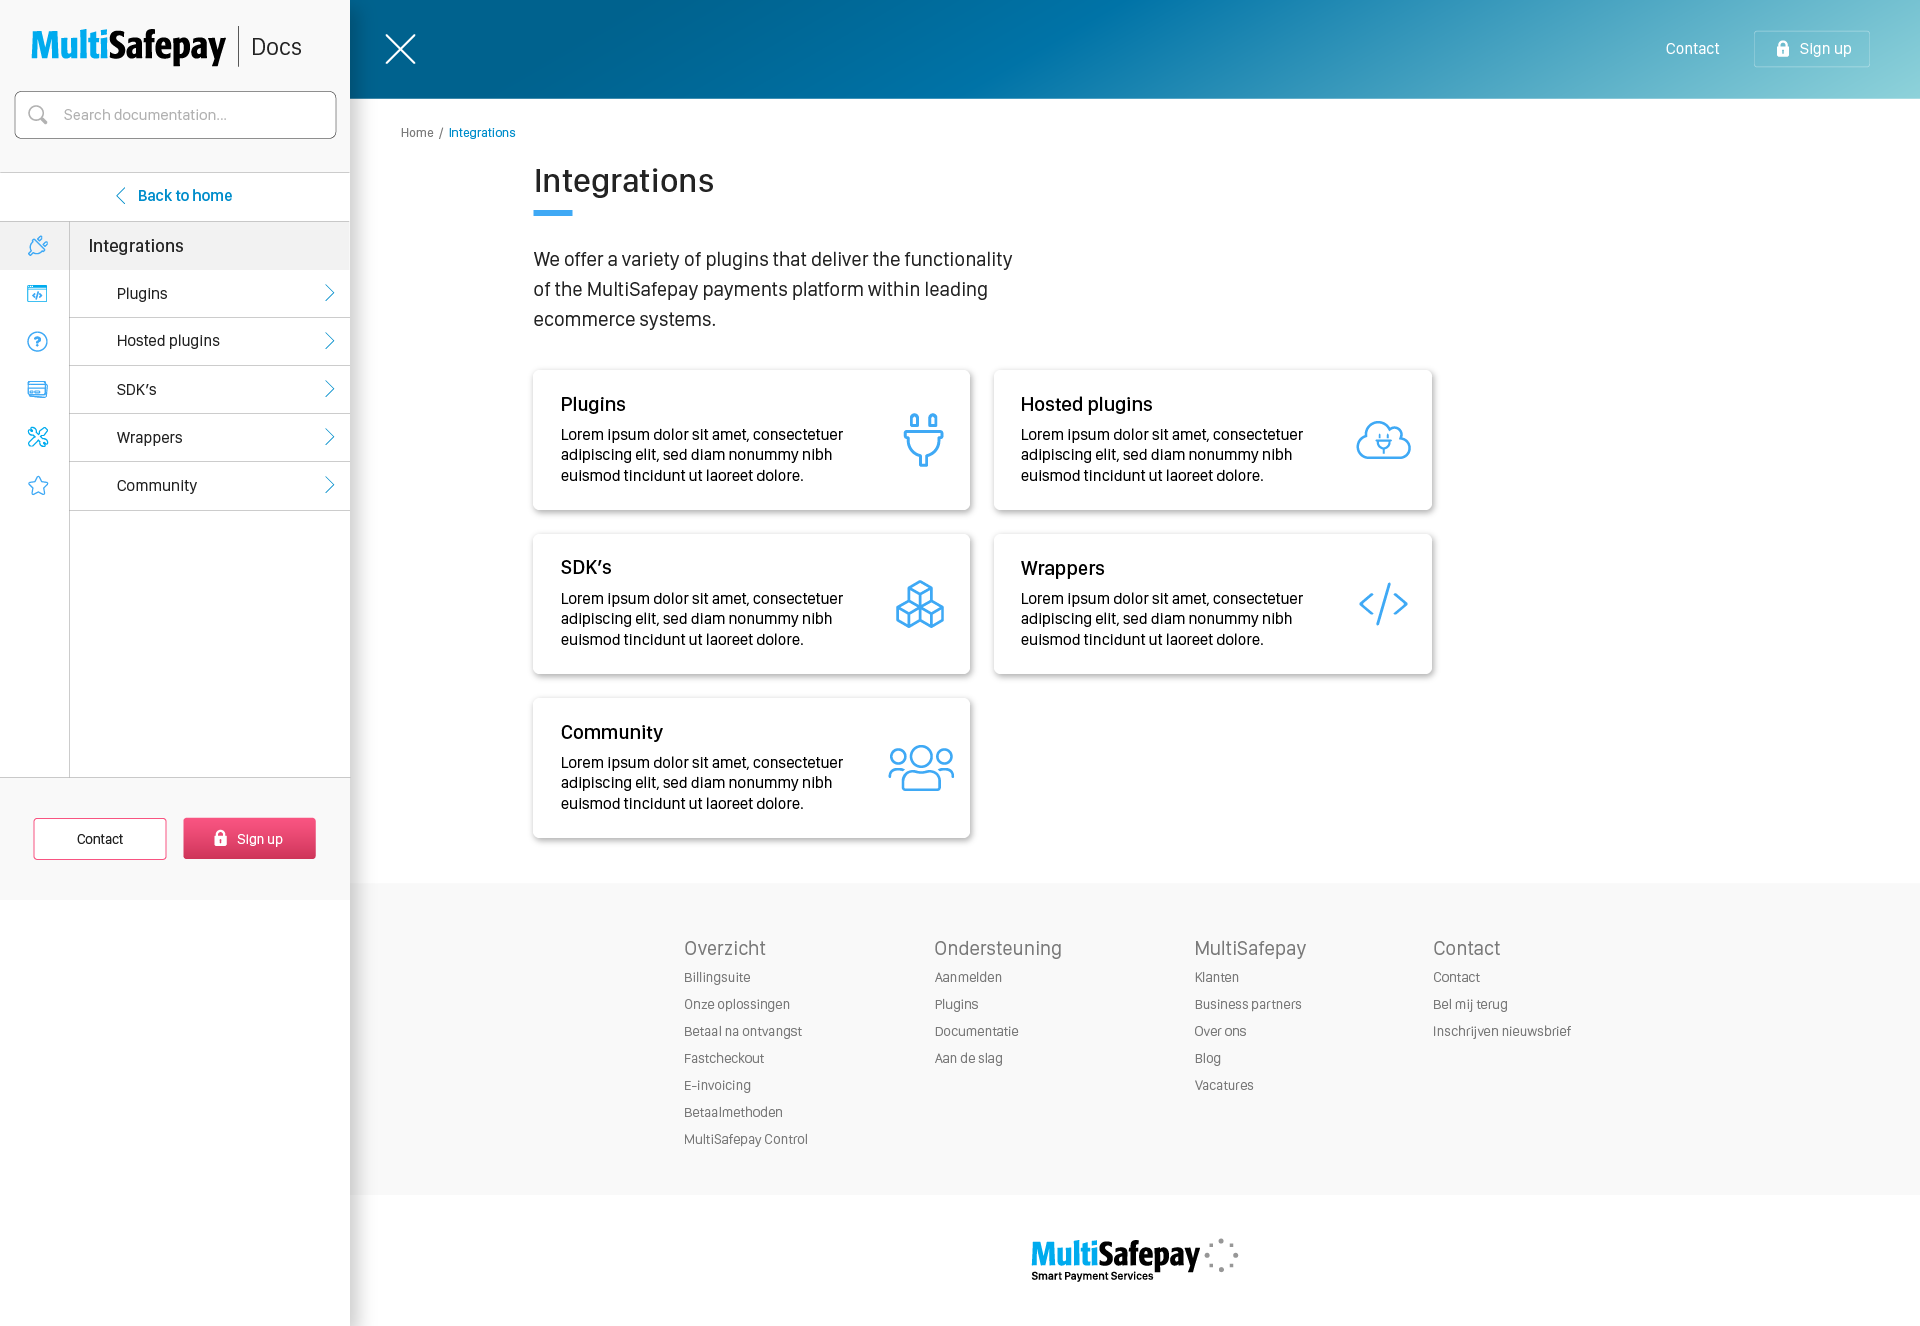 MultiSafepay
Docs
Search documentation...
Back to home
Integrations
Plugins
Hosted plugins
SDK's
Wrappers
Community
Contact
Sign up
Contact
Sign up
Home / Integrations
Integrations
We offer a variety of plugins that deliver the functionality
of the MultiSafepay payments platform within leading
ecommerce systems.
Plugins
Lorem ipsum dolor sit amet, consectetuer
adipiscing elit, sed diam nonummy nibh
euismod tincidunt ut laoreet dolore.
Hosted plugins
Lorem ipsum dolor sit amet, consectetuer
adipiscing elit, sed diam nonummy nibh
euismod tincidunt ut laoreet dolore.
SDK's
Lorem ipsum dolor sit amet, consectetuer
adipiscing elit, sed diam nonummy nibh
euismod tincidunt ut laoreet dolore.
Wrappers
Lorem ipsum dolor sit amet, consectetuer
adipiscing elit, sed diam nonummy nibh
euismod tincidunt ut laoreet dolore.
Community
Lorem ipsum dolor sit amet, consectetuer
adipiscing elit, sed diam nonummy nibh
euismod tincidunt ut laoreet dolore.
Overzicht
Billingsuite
Onze oplossingen
Betaal na ontvangst
Fastcheckout
E-invoicing
Betaalmethoden
MultiSafepay Control
Ondersteuning
Aanmelden
Plugins
Documentatie
Aan de slag
MultiSafepay
Klanten
Business partners
Over ons
Blog
Vacatures
Contact
Contact
Bel mij terug
Inschrijven nieuwsbrief
MultiSafepay
Smart Payment Services